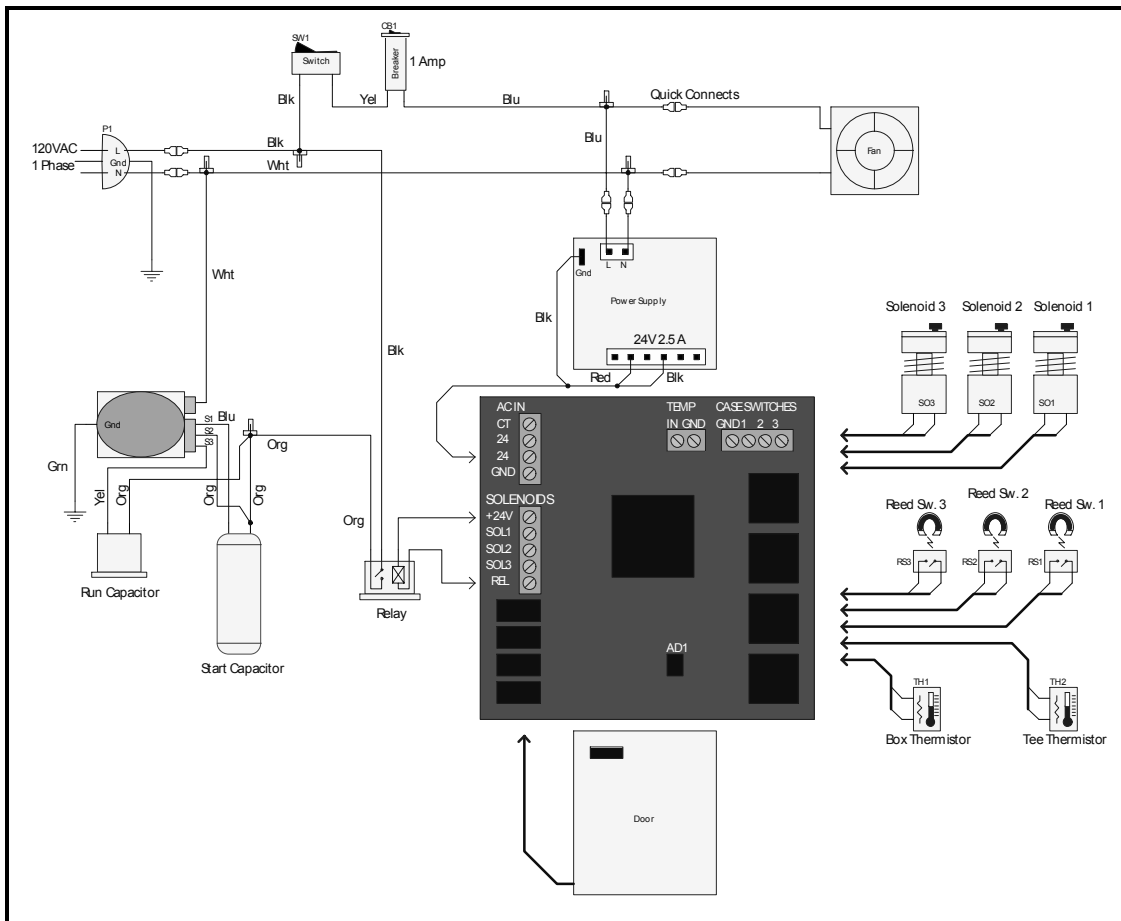 CB1
SW1
Switch
Breaker
1 Amp
Blk
Yel
Blu
Quick Connects
P1
120VAC
1 Phase
L
Gnd
N
Blk
Wht
Blu
Fan
L N
Gnd
Power Supply
Wht
Blk
24V 2.5 A
Red
Blk
Blk
Solenoid 3
Solenoid 2
Solenoid 1
SO3
SO2
SO1
Gnd
S1
S2
S3
Blu
Org
Grn
Yel
Org
Org
Org
Org
Run Capacitor
Start Capacitor
Relay
AC IN
CT
24
24
GND
TEMP
IN GND
CASE SWITCHES
GND 1 2 3
SOLENOIDS
+24V
SOL1
SOL2
SOL3
REL
AD1
Reed Sw. 3
Reed Sw. 2
Reed Sw. 1
RS3
RS2
RS1
TH1
TH2
Box Thermistor
Tee Thermistor
Door